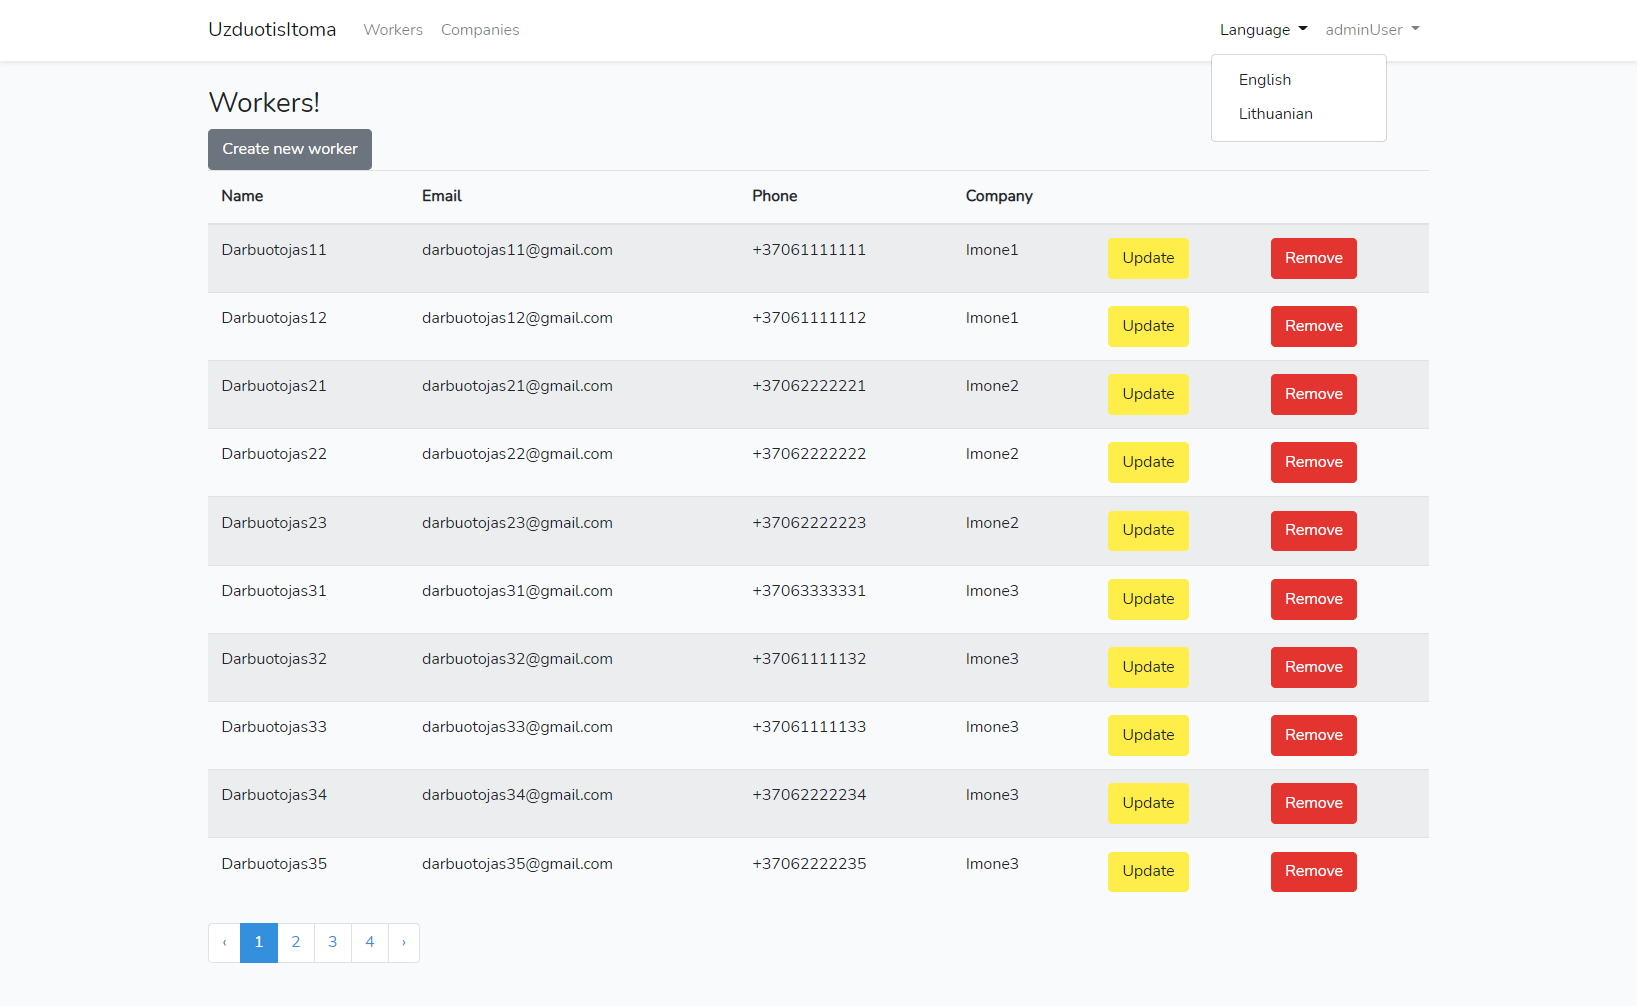 UzduotisItoma Workers Companies Language adminUser
English
Lithuanian
Workers!
Create new worker
Name Email Phone Company
Darbuotojas11 darbuotojas11@gmail.com +37061111111 Imone1 Update Remove
Darbuotojas12 darbuotojas12@gmail.com +37061111112 Imone1 Update Remove
Darbuotojas21 darbuotojas21@gmail.com +37062222221 Imone2 Update Remove
Darbuotojas22 darbuotojas22@gmail.com +37062222222 Imone2 Update Remove
Darbuotojas23 darbuotojas23@gmail.com +37062222223 Imone2 Update Remove
Darbuotojas31 darbuotojas31@gmail.com +37063333331 Imone3 Update Remove
Darbuotojas32 darbuotojas32@gmail.com +37061111132 Imone3 Update Remove
Darbuotojas33 darbuotojas33@gmail.com +37061111133 Imone3 Update Remove
Darbuotojas34 darbuotojas34@gmail.com +37062222234 Imone3 Update Remove
Darbuotojas35 darbuotojas35@gmail.com +37062222235 Imone3 Update Remove
‹ 1 2 3 4 ›